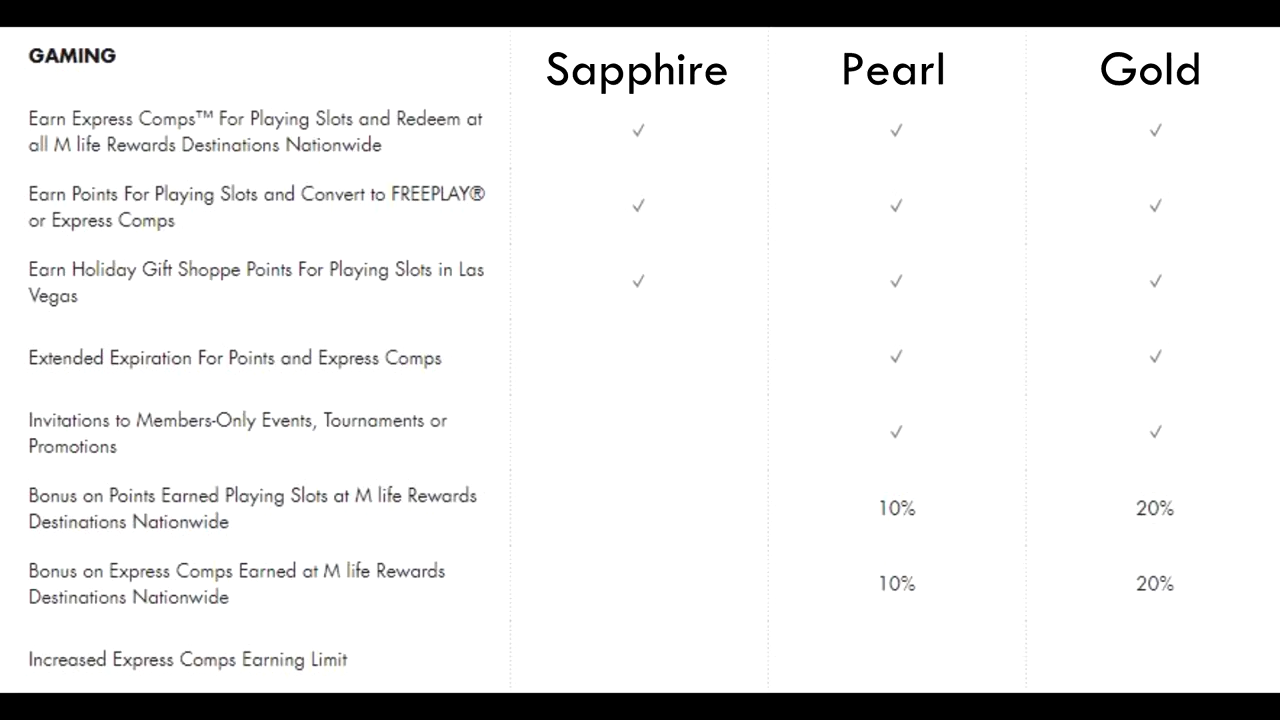 GAMING Sapphire Pearl Gold
Earn Express Comps™ For Playing Slots and Redeem at
all M life Rewards Destinations Nationwide ✓ ✓ ✓
Earn Points For Playing Slots and Convert to FREEPLAY®
or Express Comps ✓ ✓ ✓
Earn Holiday Gift Shoppe Points For Playing Slots in Las
Vegas ✓ ✓ ✓
Extended Expiration For Points and Express Comps ✓ ✓
Invitations to Members-Only Events, Tournaments or
Promotions ✓ ✓
Bonus on Points Earned Playing Slots at M life Rewards
Destinations Nationwide 10% 20%
Bonus on Express Comps Earned at M life Rewards
Destinations Nationwide 10% 20%
Increased Express Comps Earning Limit